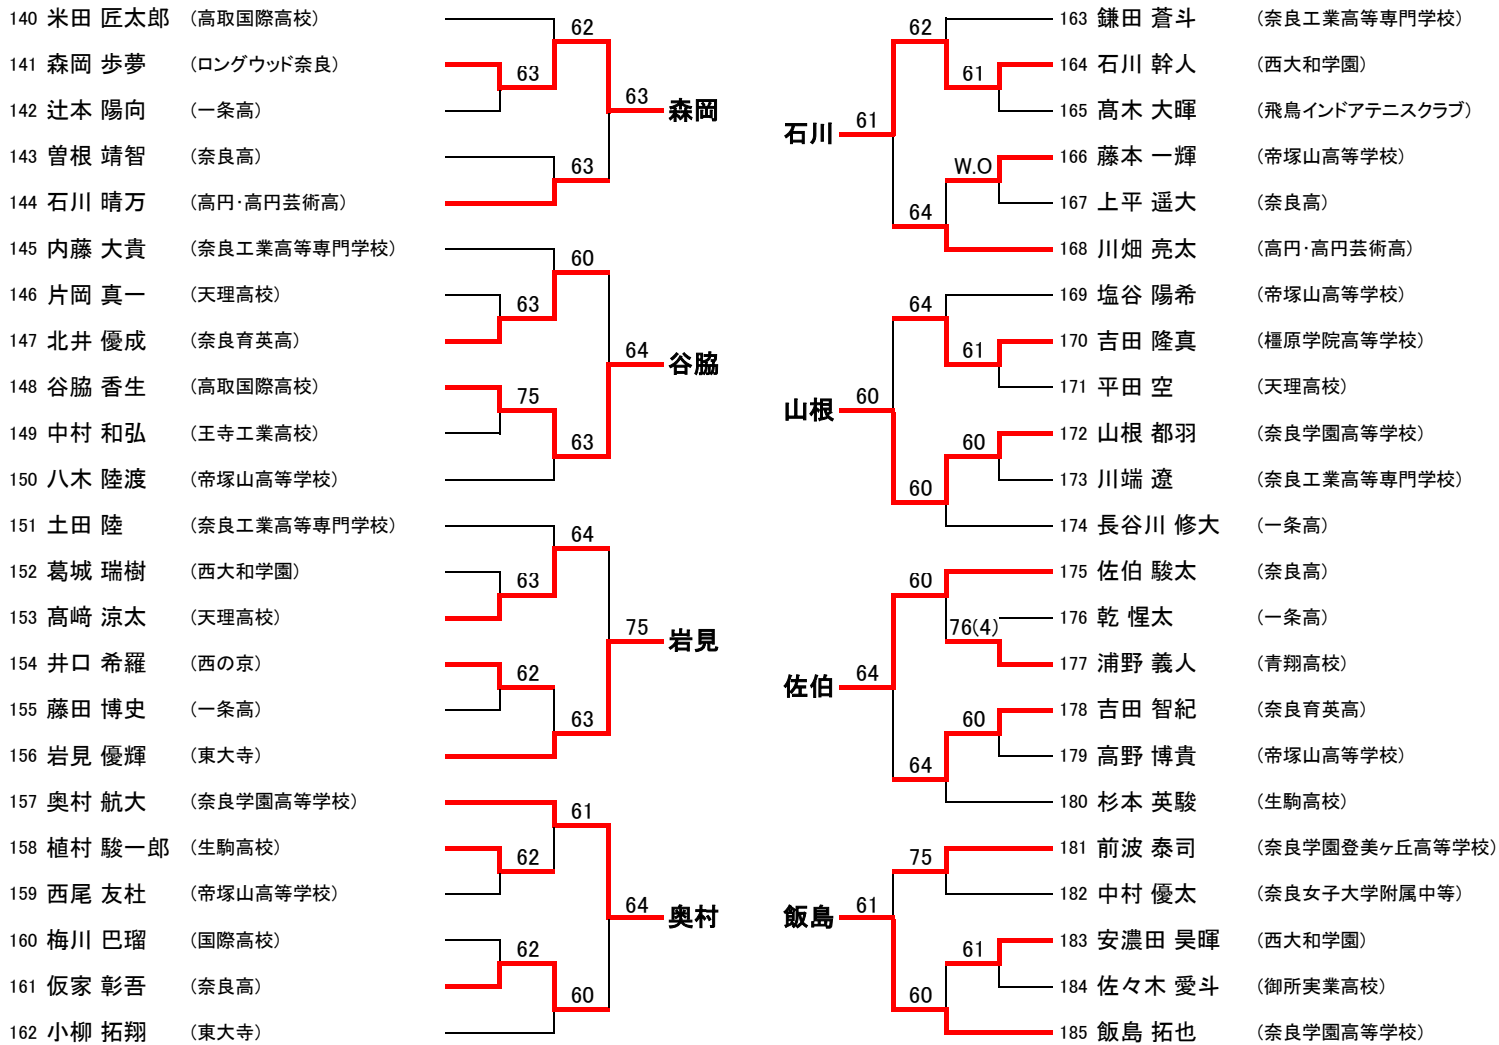 140 米田 匠太郎 (高取国際高校)
141 森岡 歩夢 (ロングウッド奈良)
142 辻本 陽向 (一条高)
143 曽根 靖智 (奈良高)
144 石川 晴万 (高円・高円芸術高)
145 内藤 大貴 (奈良工業高等専門学校)
146 片岡 真一 (天理高校)
147 北井 優成 (奈良育英高)
148 谷脇 香生 (高取国際高校)
149 中村 和弘 (王寺工業高校)
150 八木 陸渡 (帝塚山高等学校)
151 土田 陸 (奈良工業高等専門学校)
152 葛城 瑞樹 (西大和学園)
153 髙﨑 涼太 (天理高校)
154 井口 希羅 (西の京)
155 藤田 博史 (一条高)
156 岩見 優輝 (東大寺)
157 奥村 航大 (奈良学園高等学校)
158 植村 駿一郎 (生駒高校)
159 西尾 友杜 (帝塚山高等学校)
160 梅川 巴瑠 (国際高校)
161 仮家 彰吾 (奈良高)
162 小柳 拓翔 (東大寺)
62
63
63
63
森岡
60
63
64
75
63
谷脇
64
63
75
62
63
岩見
61
62
64
62
60
奥村
62
61
61
石川
W.O
64
64
61
60
山根
60
60
60
76(4)
64
佐伯
60
64
75
61
飯島
61
60
163 鎌田 蒼斗 (奈良工業高等専門学校)
164 石川 幹人 (西大和学園)
165 髙木 大暉 (飛鳥インドアテニスクラブ)
166 藤本 一輝 (帝塚山高等学校)
167 上平 遥大 (奈良高)
168 川畑 亮太 (高円・高円芸術高)
169 塩谷 陽希 (帝塚山高等学校)
170 吉田 隆真 (橿原学院高等学校)
171 平田 空 (天理高校)
172 山根 都羽 (奈良学園高等学校)
173 川端 遼 (奈良工業高等専門学校)
174 長谷川 修大 (一条高)
175 佐伯 駿太 (奈良高)
176 乾 惺太 (一条高)
177 浦野 義人 (青翔高校)
178 吉田 智紀 (奈良育英高)
179 高野 博貴 (帝塚山高等学校)
180 杉本 英駿 (生駒高校)
181 前波 泰司 (奈良学園登美ヶ丘高等学校)
182 中村 優太 (奈良女子大学附属中等)
183 安濃田 昊暉 (西大和学園)
184 佐々木 愛斗 (御所実業高校)
185 飯島 拓也 (奈良学園高等学校)